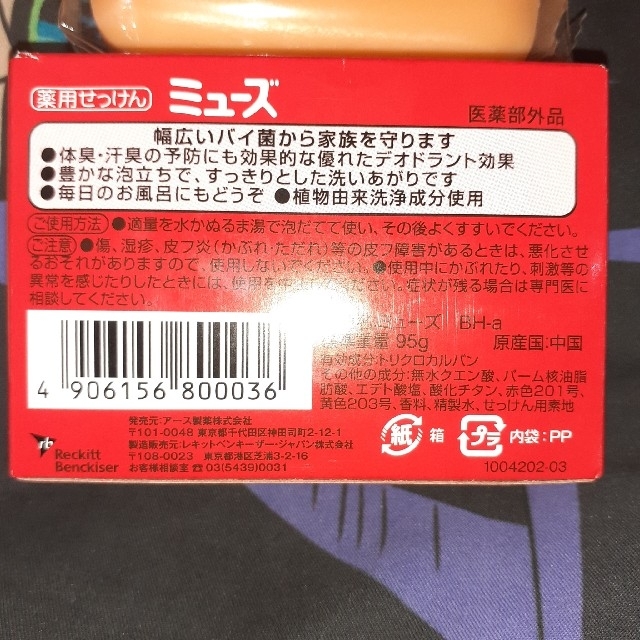 薬用せっけん ミューズ 医薬部外品
幅広いバイ菌から家族を守ります
●体臭・汗臭の予防にも効果的な優れたデオドラント効果
●豊かな泡立ちで、すっきりとした洗いあがりです
●毎日のお風呂にもどうぞ ●植物由来洗浄成分使用
ご使用方法 ●適量を水かぬるま湯で泡だてて使い、その後よくすすいでください。
ご注意 ●傷、湿疹、皮フ炎(かぶれ・ただれ)等の皮フ障害があるときは、悪化させ
るおそれがありますので、使用しないでください。●使用中にかぶれたり、刺激等の
異常を感じたりしたときには、使用を中止してください。症状が残る場合は専門医に
相談してください。
ミューズ BH-a
重量 95g 原産国:中国
有効成分:トリクロカルバン
その他の成分:無水クエン酸、パーム核油脂
肪酸、エデト酸塩、酸化チタン、赤色201号、
黄色203号、香料、精製水、せっけん用素地
4 906156 800036
発売元:アース製薬株式会社
〒101-0048 東京都千代田区神田司町2-12-1
製造販売元:レキットベンキーザー・ジャパン株式会社
〒108-0023 東京都港区芝浦3-2-16
お客様相談室 ☎03(5439)0031
rb
Reckitt
Benckiser
紙 箱 プラ 内袋:PP
1004202-03